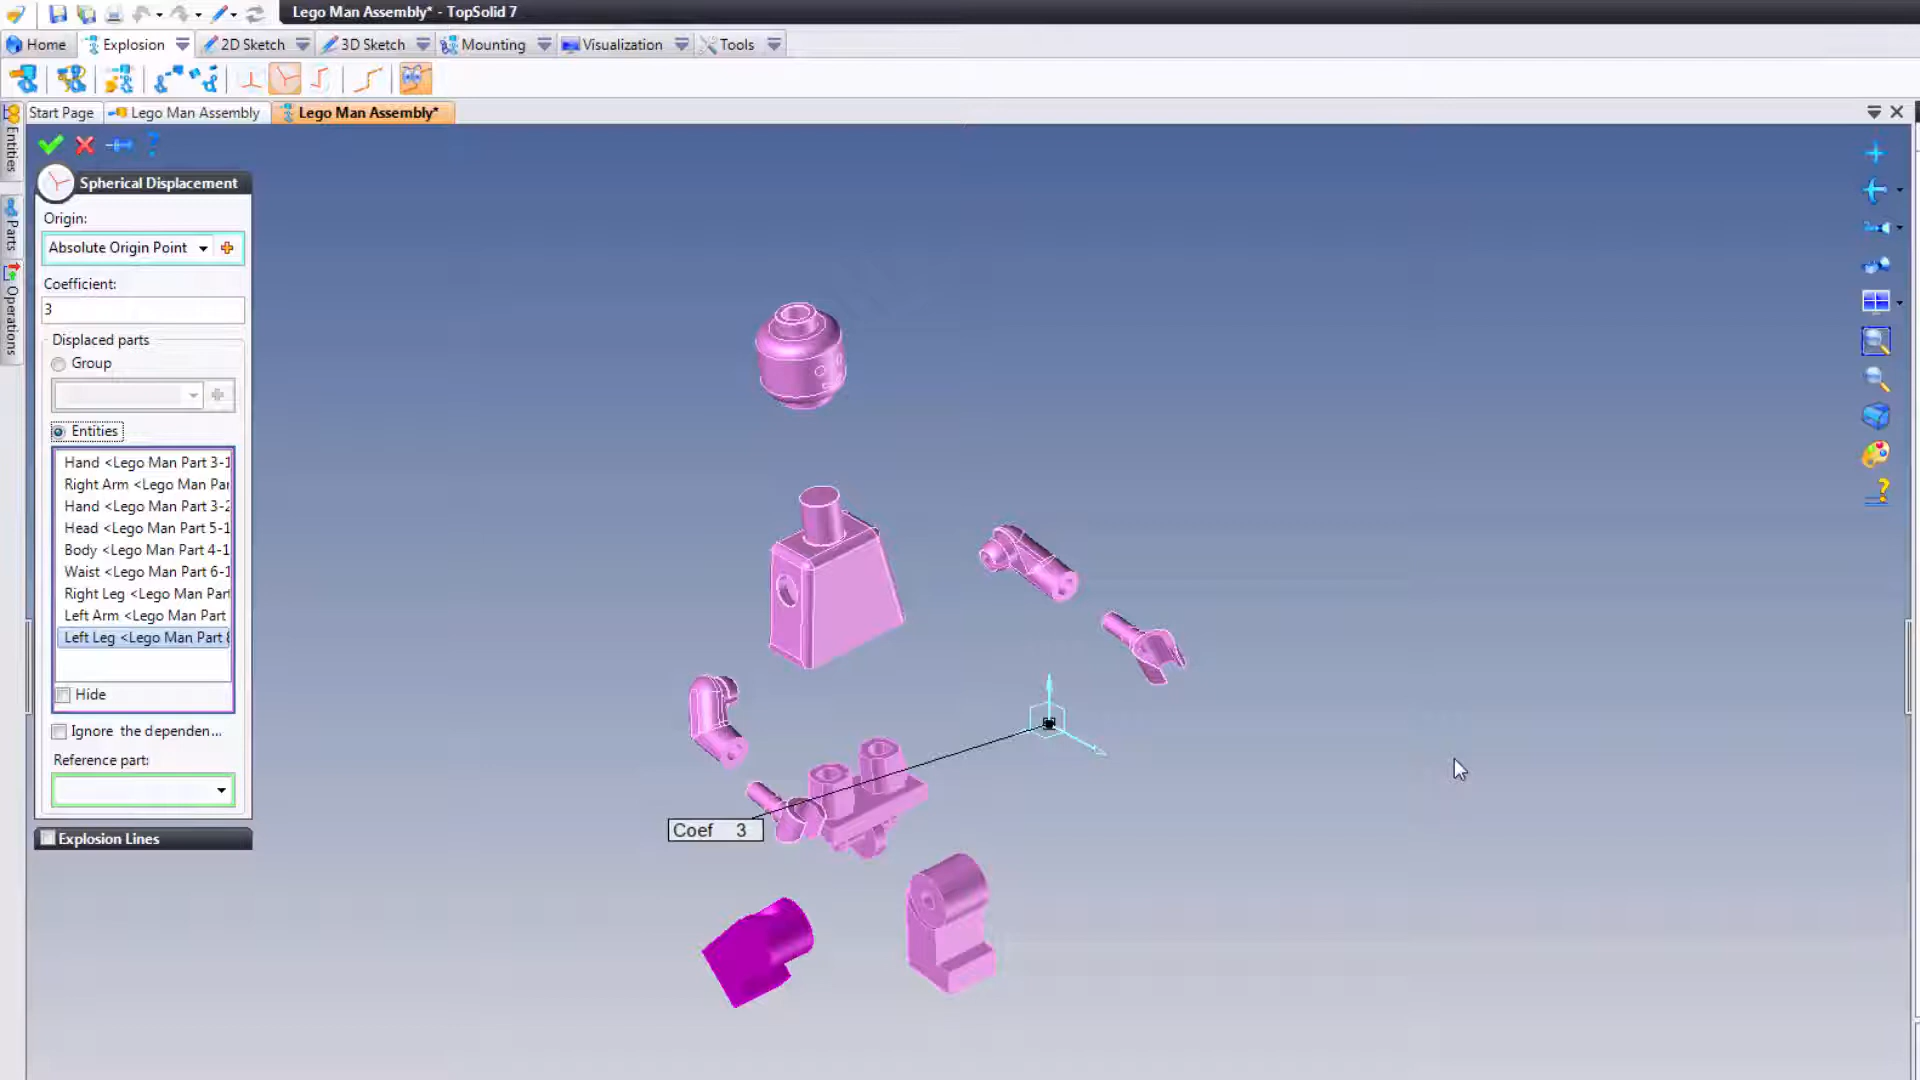 Lego Man Assembly* - TopSolid 7
Home Explosion 2D Sketch 3D Sketch Mounting Visualization Tools
Start Page Lego Man Assembly Lego Man Assembly*
Entities
Parts
Operations
Spherical Displacement
Origin:
Absolute Origin Point
Coefficient:
3
Displaced parts
Group
Entities
Hand <Lego Man Part 3-1
Right Arm <Lego Man Par
Hand <Lego Man Part 3-2
Head <Lego Man Part 5-1
Body <Lego Man Part 4-1
Waist <Lego Man Part 6-1
Right Leg <Lego Man Part
Left Arm <Lego Man Part
Left Leg <Lego Man Part 8
Hide
Ignore the dependen...
Reference part:
Explosion Lines
Coef 3